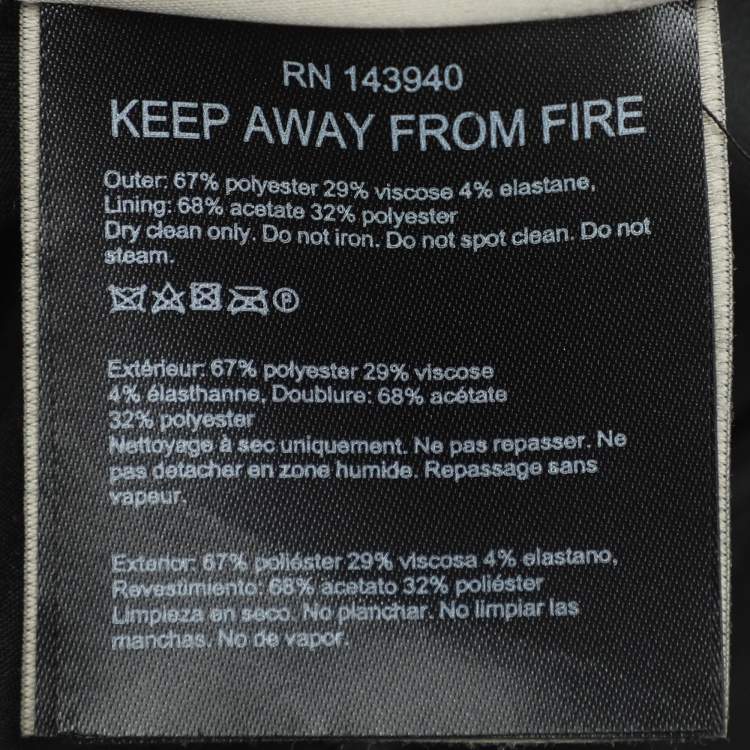 RN 143940
KEEP AWAY FROM FIRE
Outer: 67% polyester 29% viscose 4% elastane,
Lining: 68% acetate 32% polyester
Dry clean only. Do not iron. Do not spot clean. Do not
steam.
P
Extérieur: 67% polyester 29% viscose
4% élasthanne, Doublure: 68% acétate
32% polyester
Nettoyage à sec uniquement. Ne pas repasser. Ne
pas detacher en zone humide. Repassage sans
vapeur.
Exterior: 67% poliéster 29% viscosa 4% elastano,
Revestimiento: 68% acetato 32% poliéster
Limpieza en seco. No planchar. No limpiar las
manchas. No de vapor.